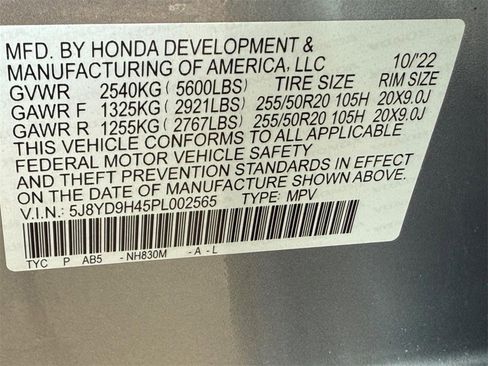 MFD. BY HONDA DEVELOPMENT &
MANUFACTURING OF AMERICA, LLC 10/'22
GVWR 2540KG (5600LBS) TIRE SIZE RIM SIZE
GAWR F 1325KG (2921LBS) 255/50R20 105H 20X9.0J
GAWR R 1255KG (2767LBS) 255/50R20 105H 20X9.0J
THIS VEHICLE CONFORMS TO ALL APPLICABLE
FEDERAL MOTOR VEHICLE SAFETY
AND THEFT PREVENTION STANDARDS IN EFFECT
ON THE DATE OF MANUFACTURE SHOWN ABOVE.
V.I.N.: 5J8YD9H45PL002565 TYPE: MPV
TYC P AB5 -NH830M -A -L